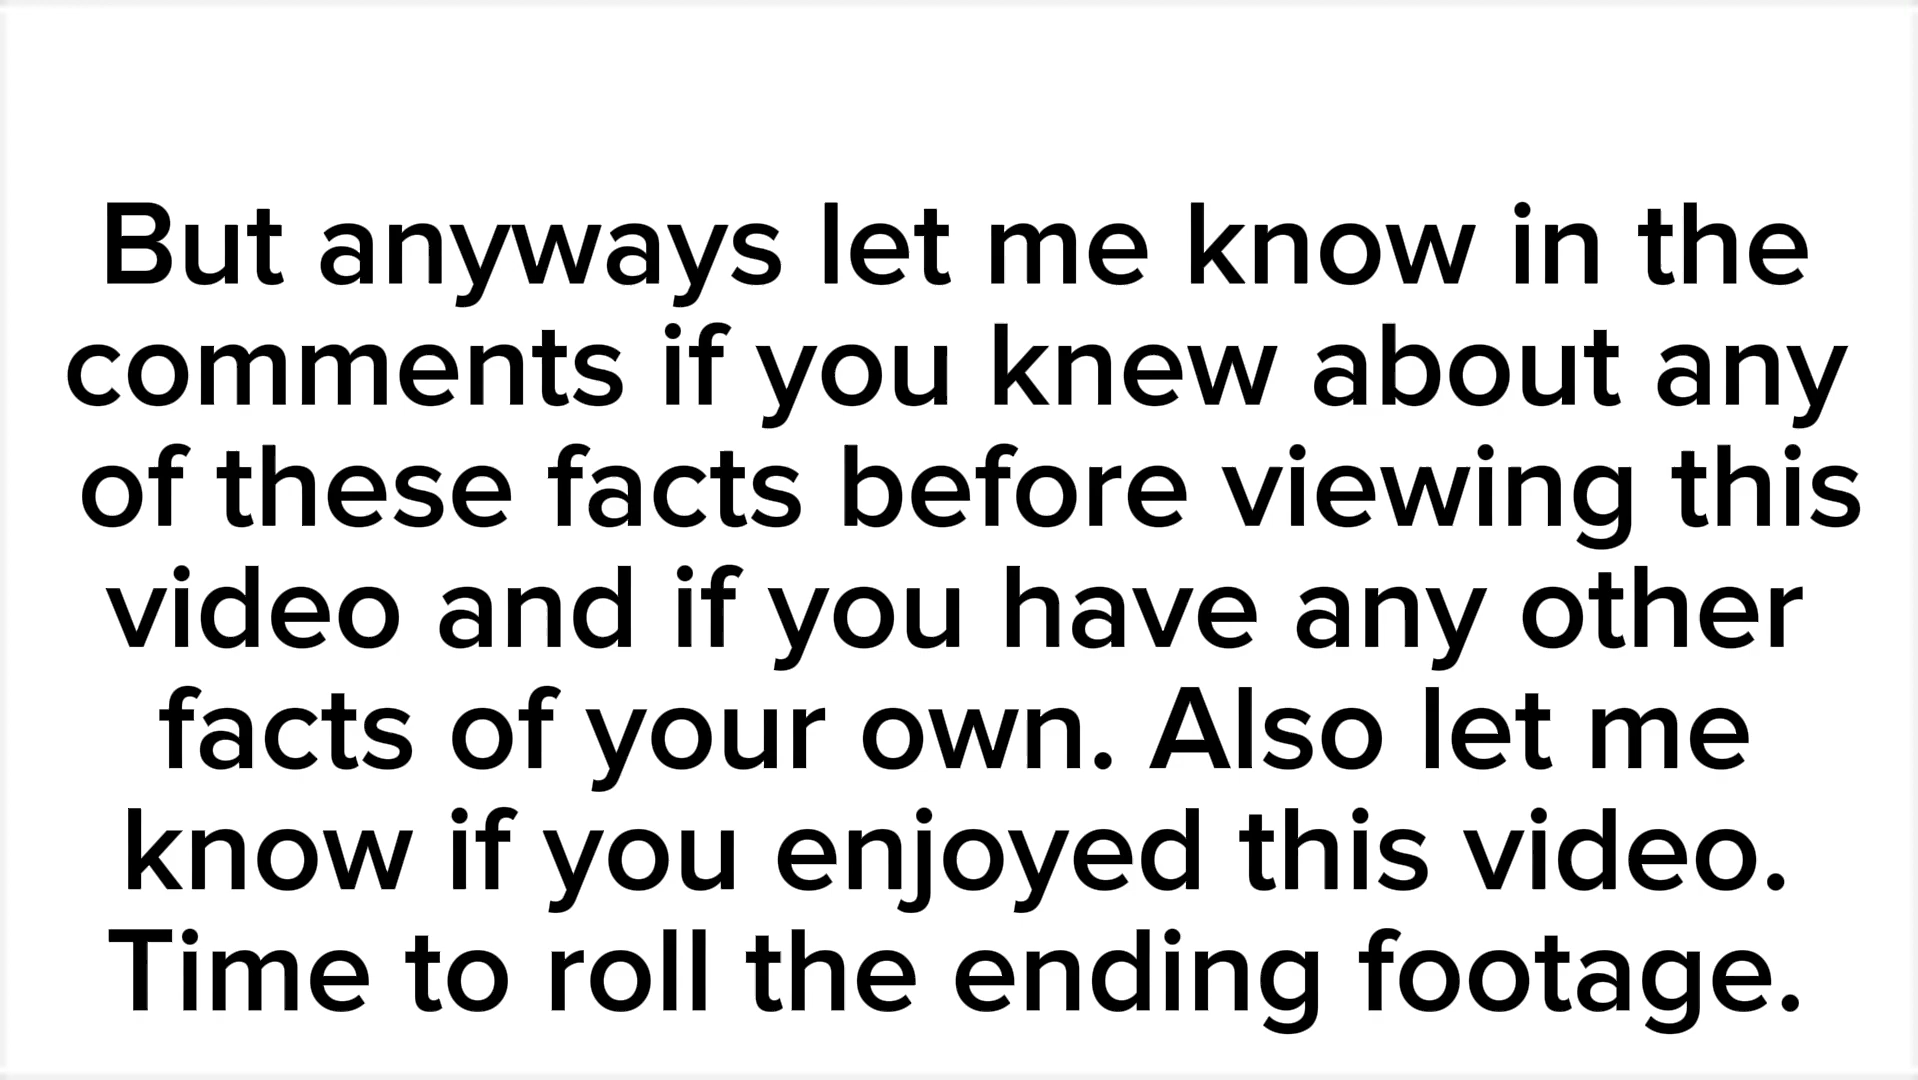 But anyways let me know in the
comments if you knew about any
of these facts before viewing this
video and if you have any other
facts of your own. Also let me
know if you enjoyed this video.
Time to roll the ending footage.